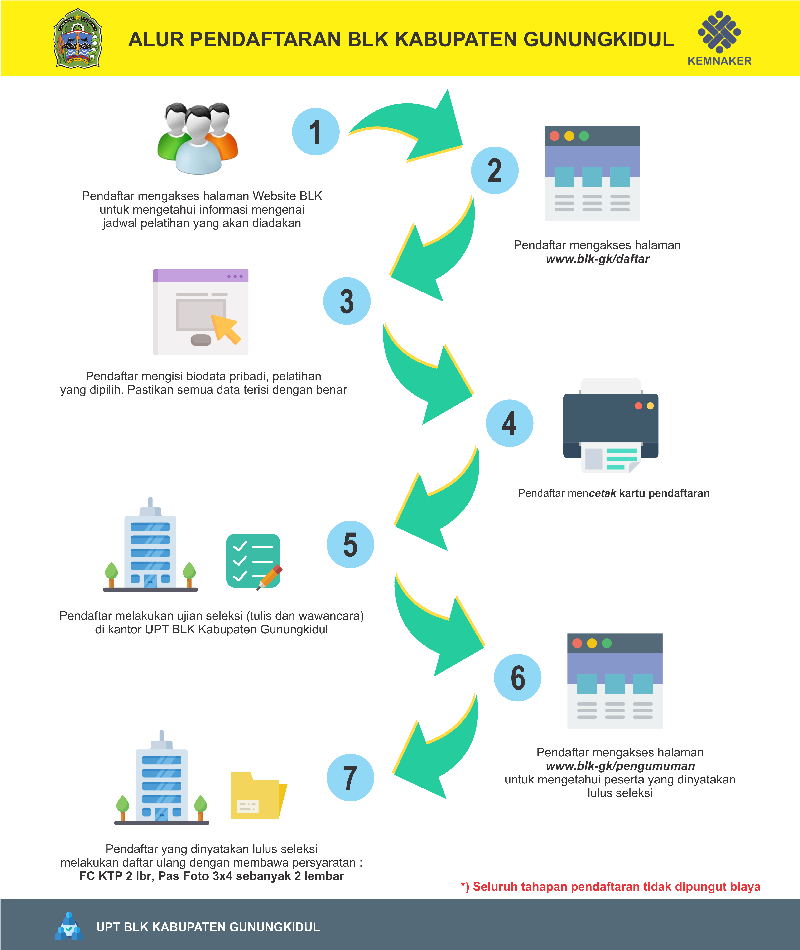 ALUR PENDAFTARAN BLK KABUPATEN GUNUNGKIDUL
KEMNAKER
1
Pendaftar mengakses halaman Website BLK
untuk mengetahui informasi mengenai
jadwal pelatihan yang akan diadakan
2
Pendaftar mengakses halaman
www.blk-gk/daftar
3
Pendaftar mengisi biodata pribadi, pelatihan
yang dipilih. Pastikan semua data terisi dengan benar
4
Pendaftar mencetak kartu pendaftaran
5
Pendaftar melakukan ujian seleksi (tulis dan wawancara)
di kantor UPT BLK Kabupaten Gunungkidul
6
Pendaftar mengakses halaman
www.blk-gk/pengumuman
untuk mengetahui peserta yang dinyatakan
lulus seleksi
7
Pendaftar yang dinyatakan lulus seleksi
melakukan daftar ulang dengan membawa persyaratan :
FC KTP 2 lbr, Pas Foto 3x4 sebanyak 2 lembar
*) Seluruh tahapan pendaftaran tidak dipungut biaya
UPT BLK KABUPATEN GUNUNGKIDUL